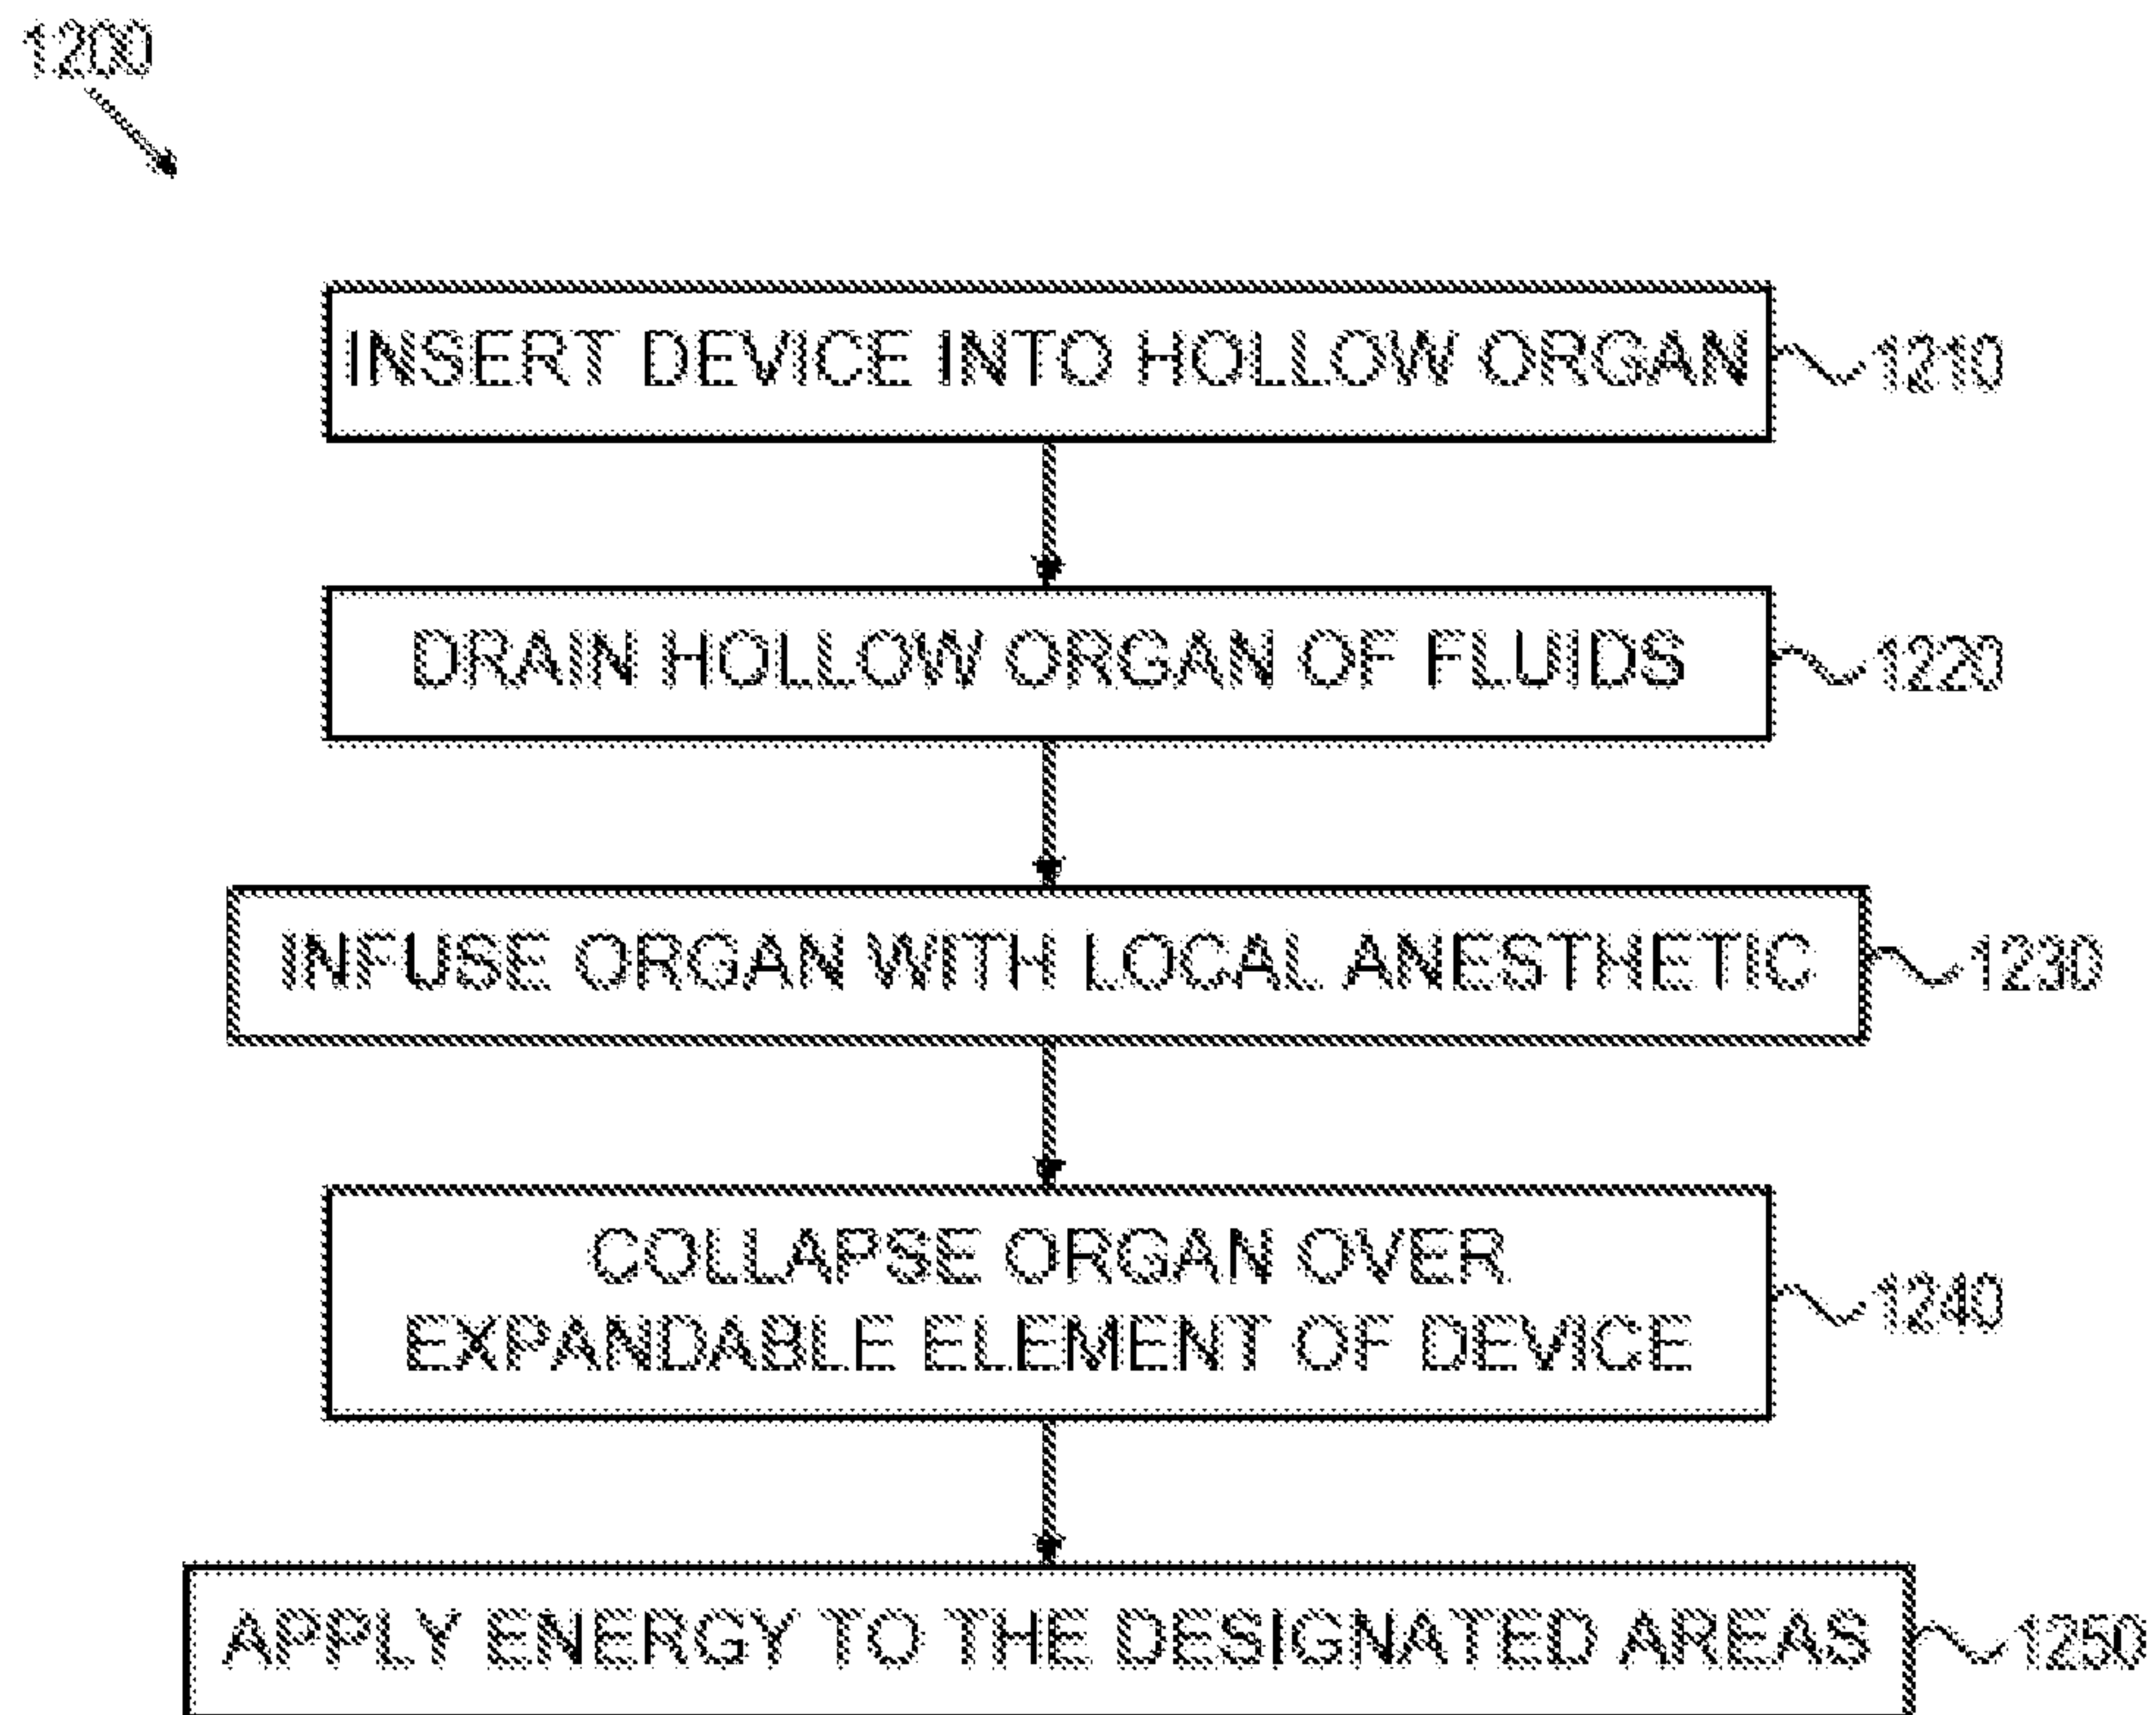 1200
INSERT DEVICE INTO HOLLOW ORGAN
1210
DRAIN HOLLOW ORGAN OF FLUIDS
1220
INFUSE ORGAN WITH LOCAL ANESTHETIC
1230
COLLAPSE ORGAN OVER
EXPANDABLE ELEMENT OF DEVICE
1240
APPLY ENERGY TO THE DESIGNATED AREAS
1250